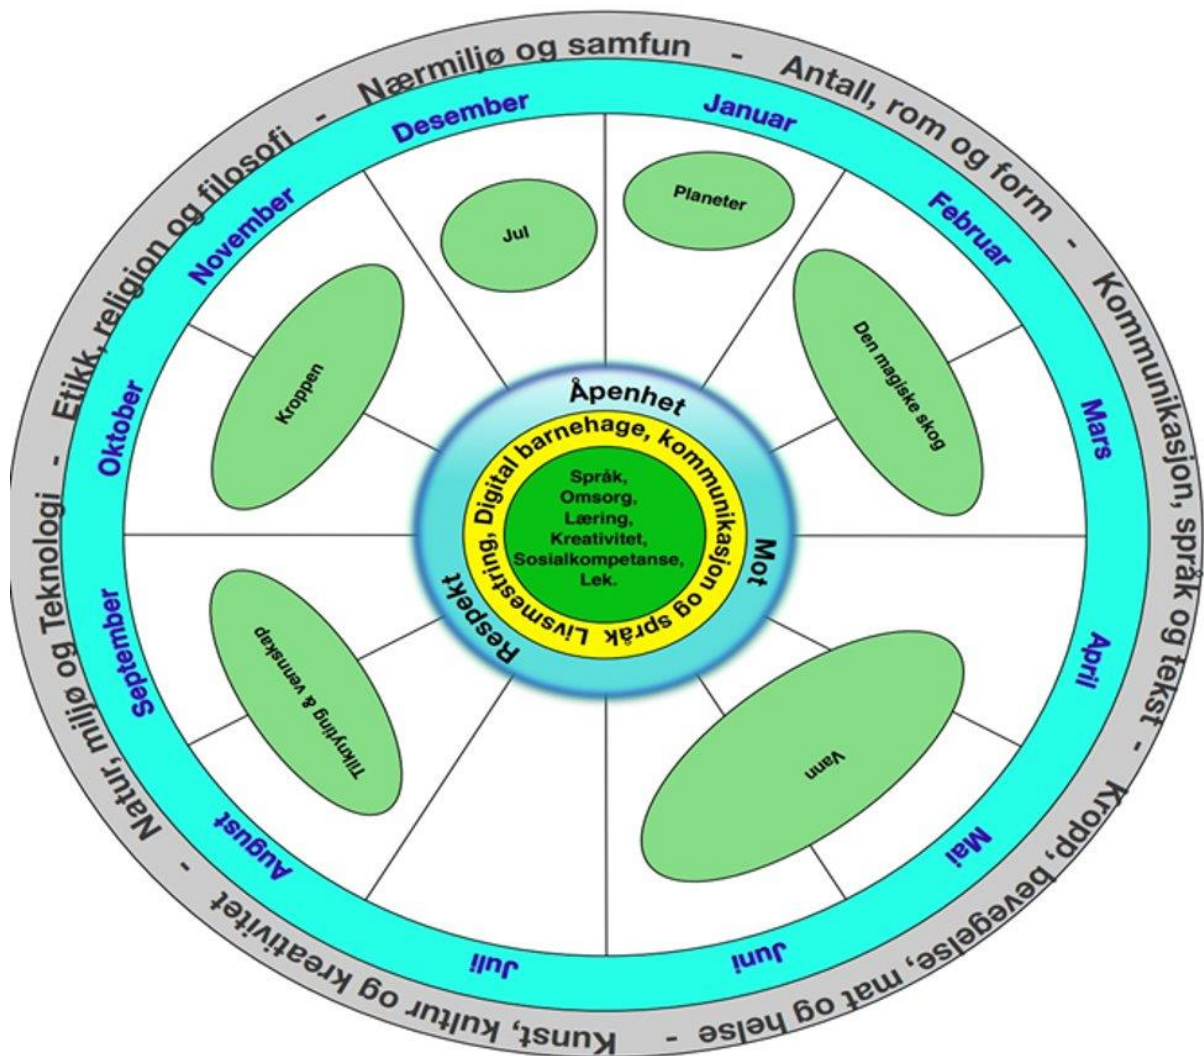 Nærmiljø og samfun - Antall, rom og form - Kommunikasjon, språk og tekst - Kropp, bevegelse, mat og helse - Kunst, kultur og kreativitet - Natur, miljø og Teknologi - Etikk, religion og filosofi -
Januar
Februar
Mars
April
Mai
Juni
Juli
August
September
Oktober
November
Desember
Planeter
Den magiske skog
Vann
Tilknyting & vennskap
Kroppen
Jul
Åpenhet
Mot
Respekt
Livsmestring, Digital barnehage, kommunikasjon og språk
Språk,
Omsorg,
Læring,
Kreativitet,
Sosialkompetanse,
Lek.